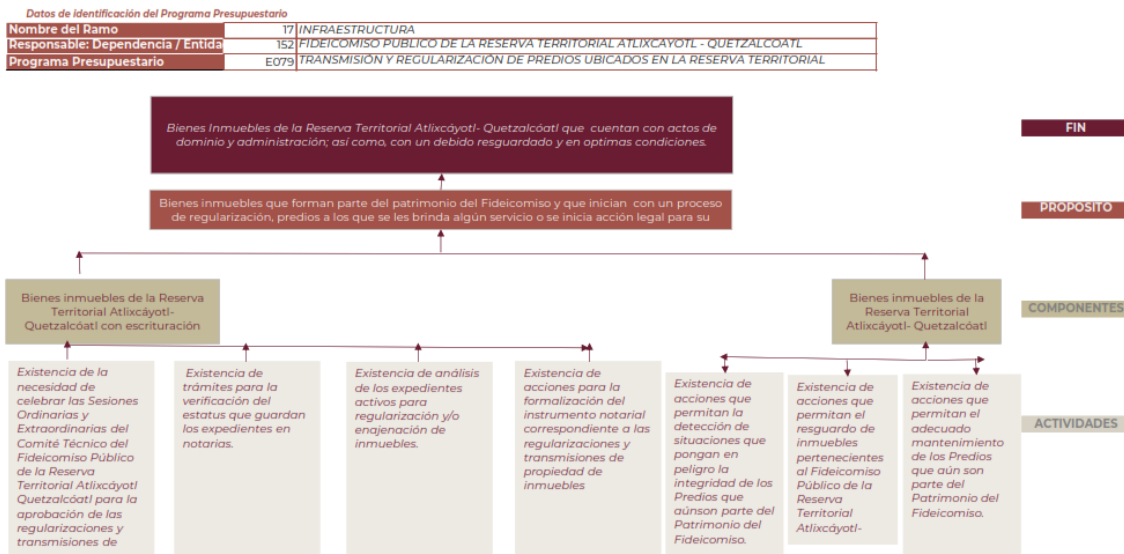 Datos de identificación del Programa Presupuestario
Nombre del Ramo 17 INFRAESTRUCTURA
Responsable: Dependencia / Entida 152 FIDEICOMISO PÚBLICO DE LA RESERVA TERRITORIAL ATLIXCAYOTL - QUETZALCOATL
Programa Presupuestario E079 TRANSMISIÓN Y REGULARIZACIÓN DE PREDIOS UBICADOS EN LA RESERVA TERRITORIAL
Bienes Inmuebles de la Reserva Territorial Atlixcáyotl- Quetzalcóatl que cuentan con actos de
dominio y administración; así como, con un debido resguardado y en optimas condiciones.
FIN
Bienes inmuebles que forman parte del patrimonio del Fideicomiso y que inician con un proceso
de regularización, predios a los que se les brinda algún servicio o se inicia acción legal para su
PROPÓSITO
Bienes inmuebles de la Reserva
Territorial Atlixcáyotl-
Quetzalcóatl con escrituración
Bienes inmuebles de la
Reserva Territorial
Atlixcáyotl- Quetzalcóatl
COMPONENTES
Existencia de la
necesidad de
celebrar las Sesiones
Ordinarias y
Extraordinarias del
Comité Técnico del
Fideicomiso Público
de la Reserva
Territorial Atlixcáyotl
Quetzalcóatl para la
aprobación de las
regularizaciones y
transmisiones de
Existencia de
trámites para la
verificación del
estatus que guardan
los expedientes en
notarias.
Existencia de análisis
de los expedientes
activos para
regularización y/o
enajenación de
inmuebles.
Existencia de
acciones para la
formalización del
instrumento notarial
correspondiente a las
regularizaciones y
transmisiones de
propiedad de
inmuebles
Existencia de
acciones que
permitan la
detección de
situaciones que
pongan en
peligro la
integridad de los
Predios que
aúnson parte del
Patrimonio del
Fideicomiso.
Existencia de
acciones que
permitan el
resguardo de
inmuebles
pertenecientes
al Fideicomiso
Público de la
Reserva
Territorial
Atlixcáyotl-
Existencia de
acciones que
permitan el
adecuado
mantenimiento
de los Predios
que aún son
parte del
Patrimonio del
Fideicomiso.
ACTIVIDADES